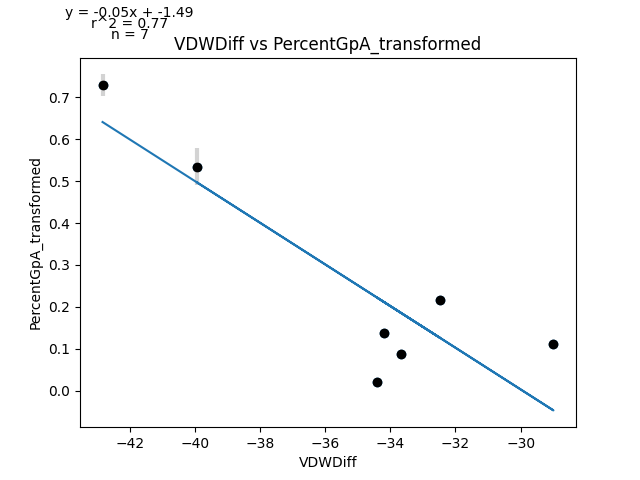 y = -0.05x + -1.49
r^2 = 0.77
n = 7
VDWDiff vs PercentGpA_transformed
PercentGpA_transformed
0.7
0.6
0.5
0.4
0.3
0.2
0.1
0.0
−42
−40
−38
−36
−34
−32
−30
VDWDiff